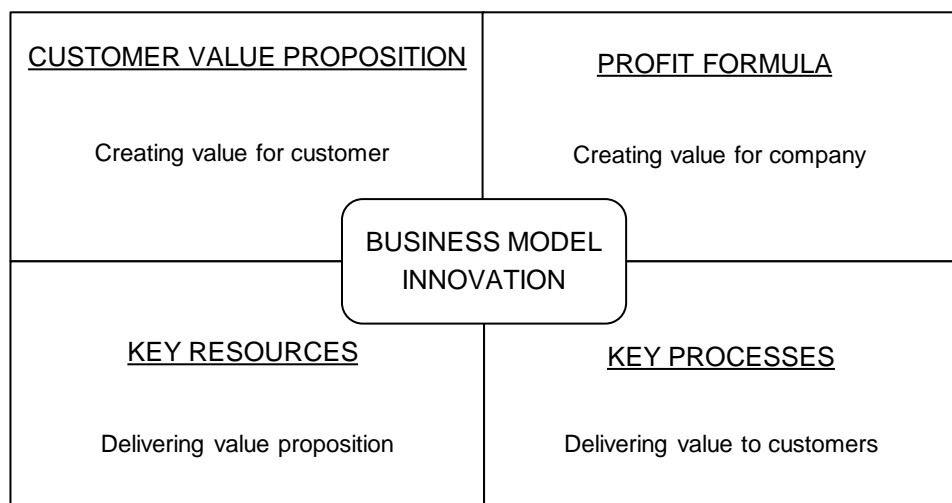 CUSTOMER VALUE PROPOSITION
Creating value for customer
PROFIT FORMULA
Creating value for company
BUSINESS MODEL
INNOVATION
KEY RESOURCES
Delivering value proposition
KEY PROCESSES
Delivering value to customers